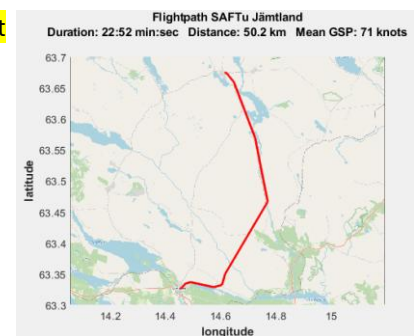 t
Flightpath SAFTu Jämtland
Duration: 22:52 min:sec Distance: 50.2 km Mean GSP: 71 knots
63.7
63.65
63.6
63.55
63.5
63.45
63.4
63.35
63.3
latitude
14.2 14.4 14.6 14.8 15
longitude